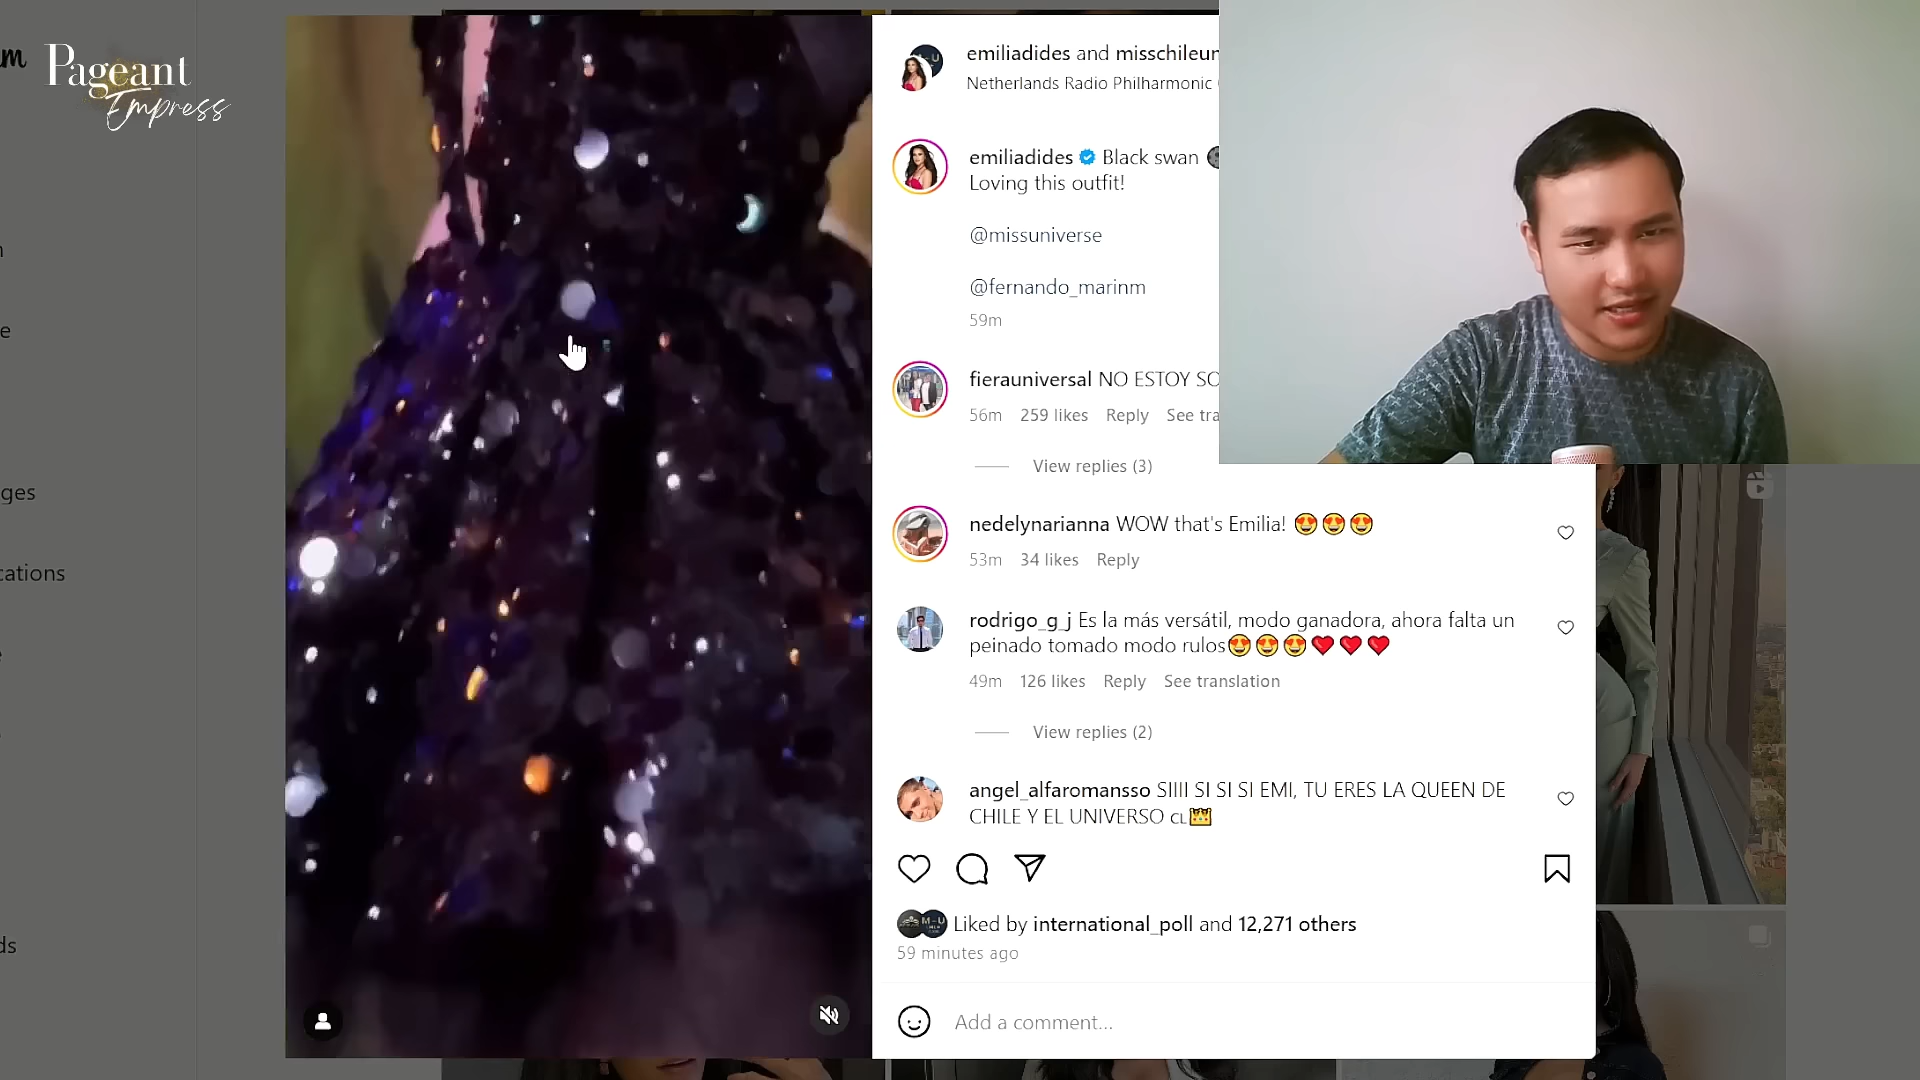 m
Pageant
Empress
emiliadides and misschileun
Netherlands Radio Philharmonic
emiliadides Black swan
Loving this outfit!
@missuniverse
@fernando_marinm
59m
fierauniversal NO ESTOY SO
56m 259 likes Reply See tra
View replies (3)
nedelynarianna WOW that's Emilia! 😍😍😍
53m 34 likes Reply
rodrigo_g_j Es la más versátil, modo ganadora, ahora falta un
peinado tomado modo rulos😍😍😍❤️❤️❤️
49m 126 likes Reply See translation
View replies (2)
angel_alfaromansso SIIII SI SI SI EMI, TU ERES LA QUEEN DE
CHILE Y EL UNIVERSO CL👑
Liked by international_poll and 12,271 others
59 minutes ago
Add a comment...
n
e
ges
cations
e
ds